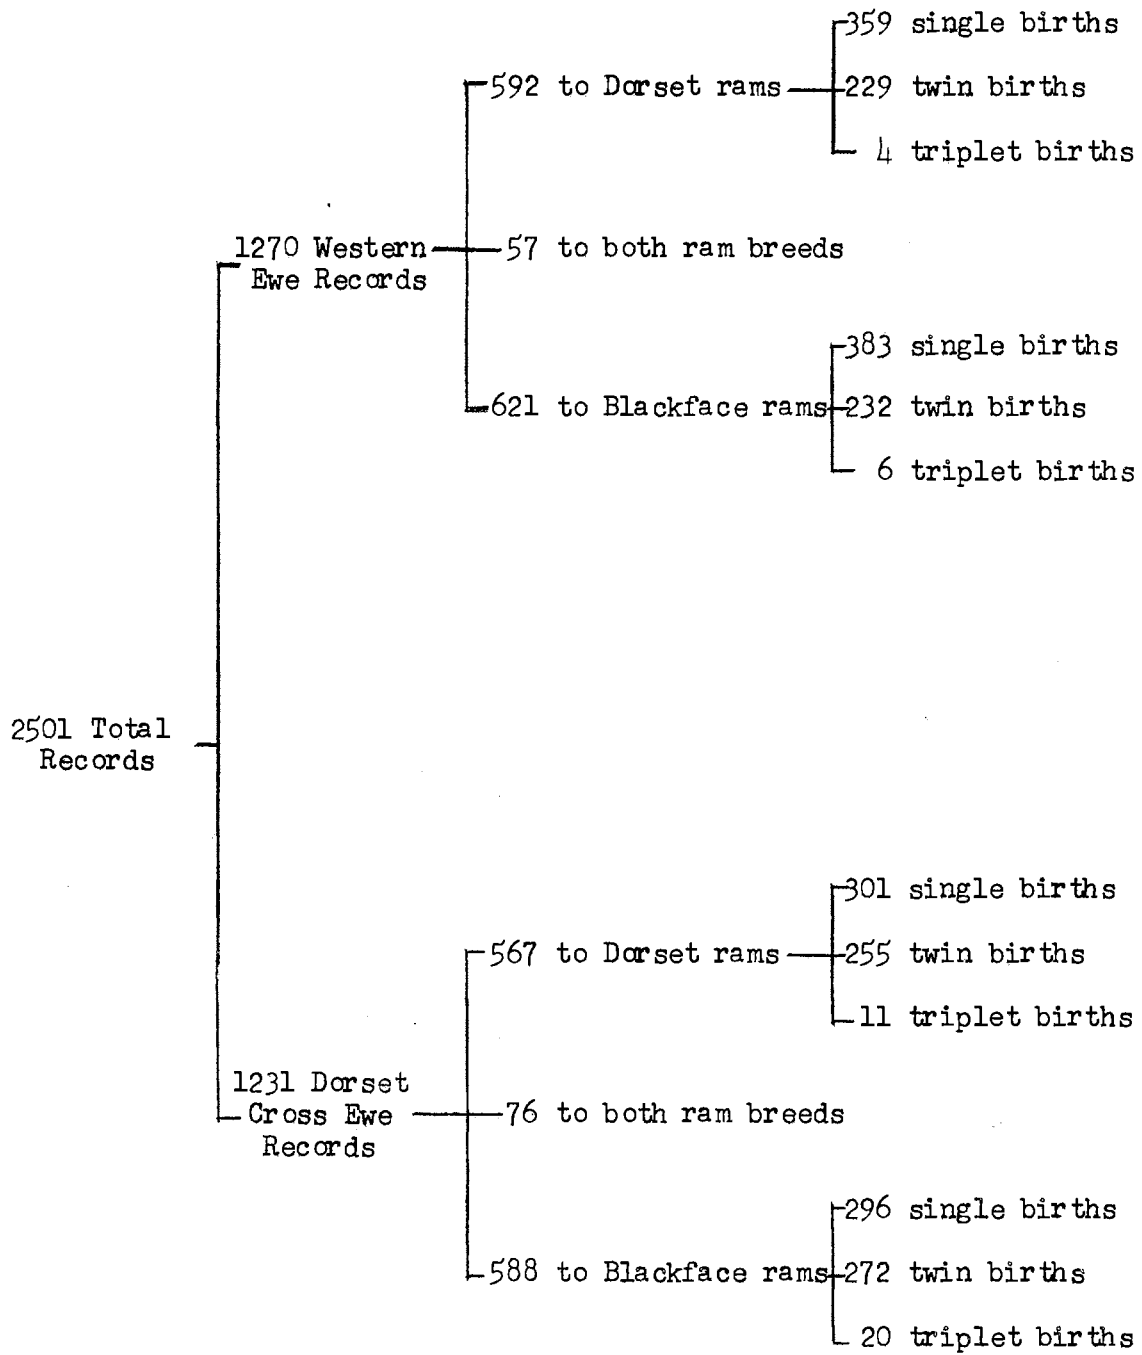 359 single births
592 to Dorset rams
229 twin births
4 triplet births
1270 Western
Ewe Records
57 to both ram breeds
383 single births
621 to Blackface rams
232 twin births
6 triplet births
2501 Total
Records
301 single births
567 to Dorset rams
255 twin births
11 triplet births
1231 Dorset
Cross Ewe
Records
76 to both ram breeds
296 single births
588 to Blackface rams
272 twin births
20 triplet births